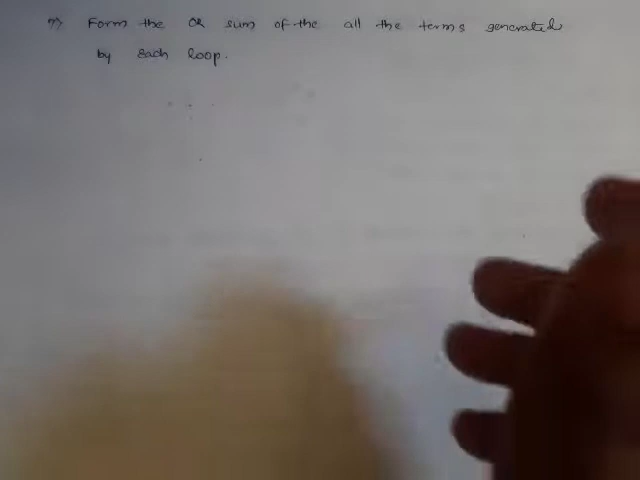 7) Form the OR sum of the all the terms generated
by each loop.